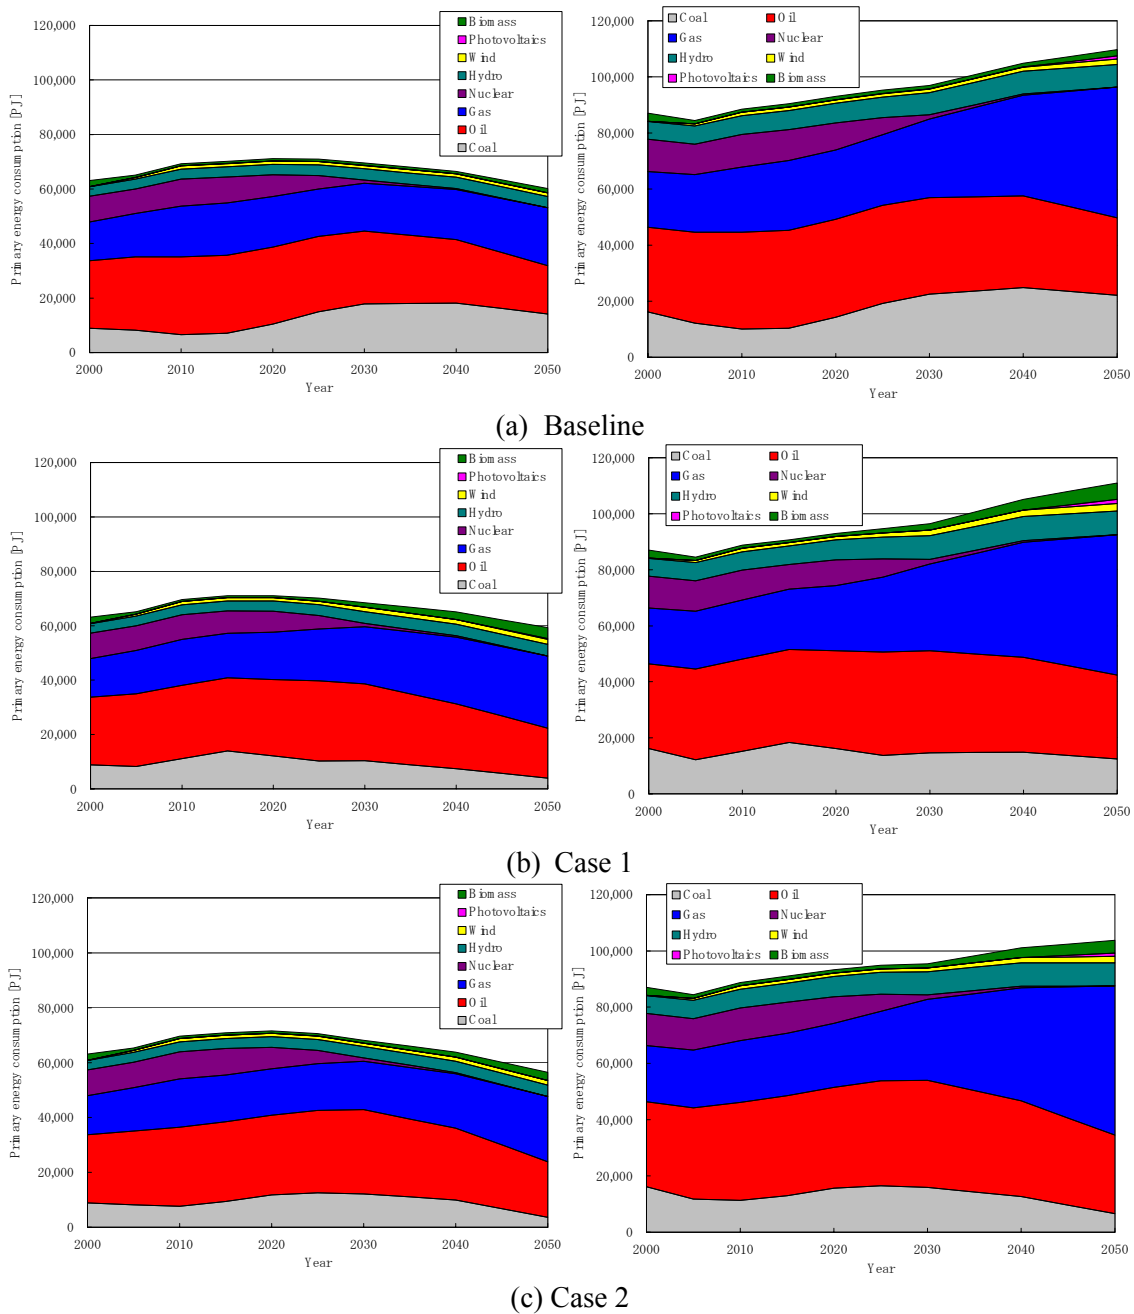 Primary energy consumption [PJ]
120,000
100,000
80,000
60,000
40,000
20,000
0
2000 2010 2020 2030 2040 2050
Year
Biomass
Photovoltaics
Wind
Hydro
Nuclear
Gas
Oil
Coal
Primary energy consumption [PJ]
120,000
100,000
80,000
60,000
40,000
20,000
0
2000 2010 2020 2030 2040 2050
Year
Coal Oil
Gas Nuclear
Hydro Wind
Photovoltaics Biomass
(a) Baseline
Primary energy consumption [PJ]
120,000
100,000
80,000
60,000
40,000
20,000
0
2000 2010 2020 2030 2040 2050
Year
Biomass
Photovoltaics
Wind
Hydro
Nuclear
Gas
Oil
Coal
Primary energy consumption [PJ]
120,000
100,000
80,000
60,000
40,000
20,000
0
2000 2010 2020 2030 2040 2050
Year
Coal Oil
Gas Nuclear
Hydro Wind
Photovoltaics Biomass
(b) Case 1
Primary energy consumption [PJ]
120,000
100,000
80,000
60,000
40,000
20,000
0
2000 2010 2020 2030 2040 2050
Year
Biomass
Photovoltaics
Wind
Hydro
Nuclear
Gas
Oil
Coal
Primary energy consumption [PJ]
120,000
100,000
80,000
60,000
40,000
20,000
0
2000 2010 2020 2030 2040 2050
Year
Coal Oil
Gas Nuclear
Hydro Wind
Photovoltaics Biomass
(c) Case 2